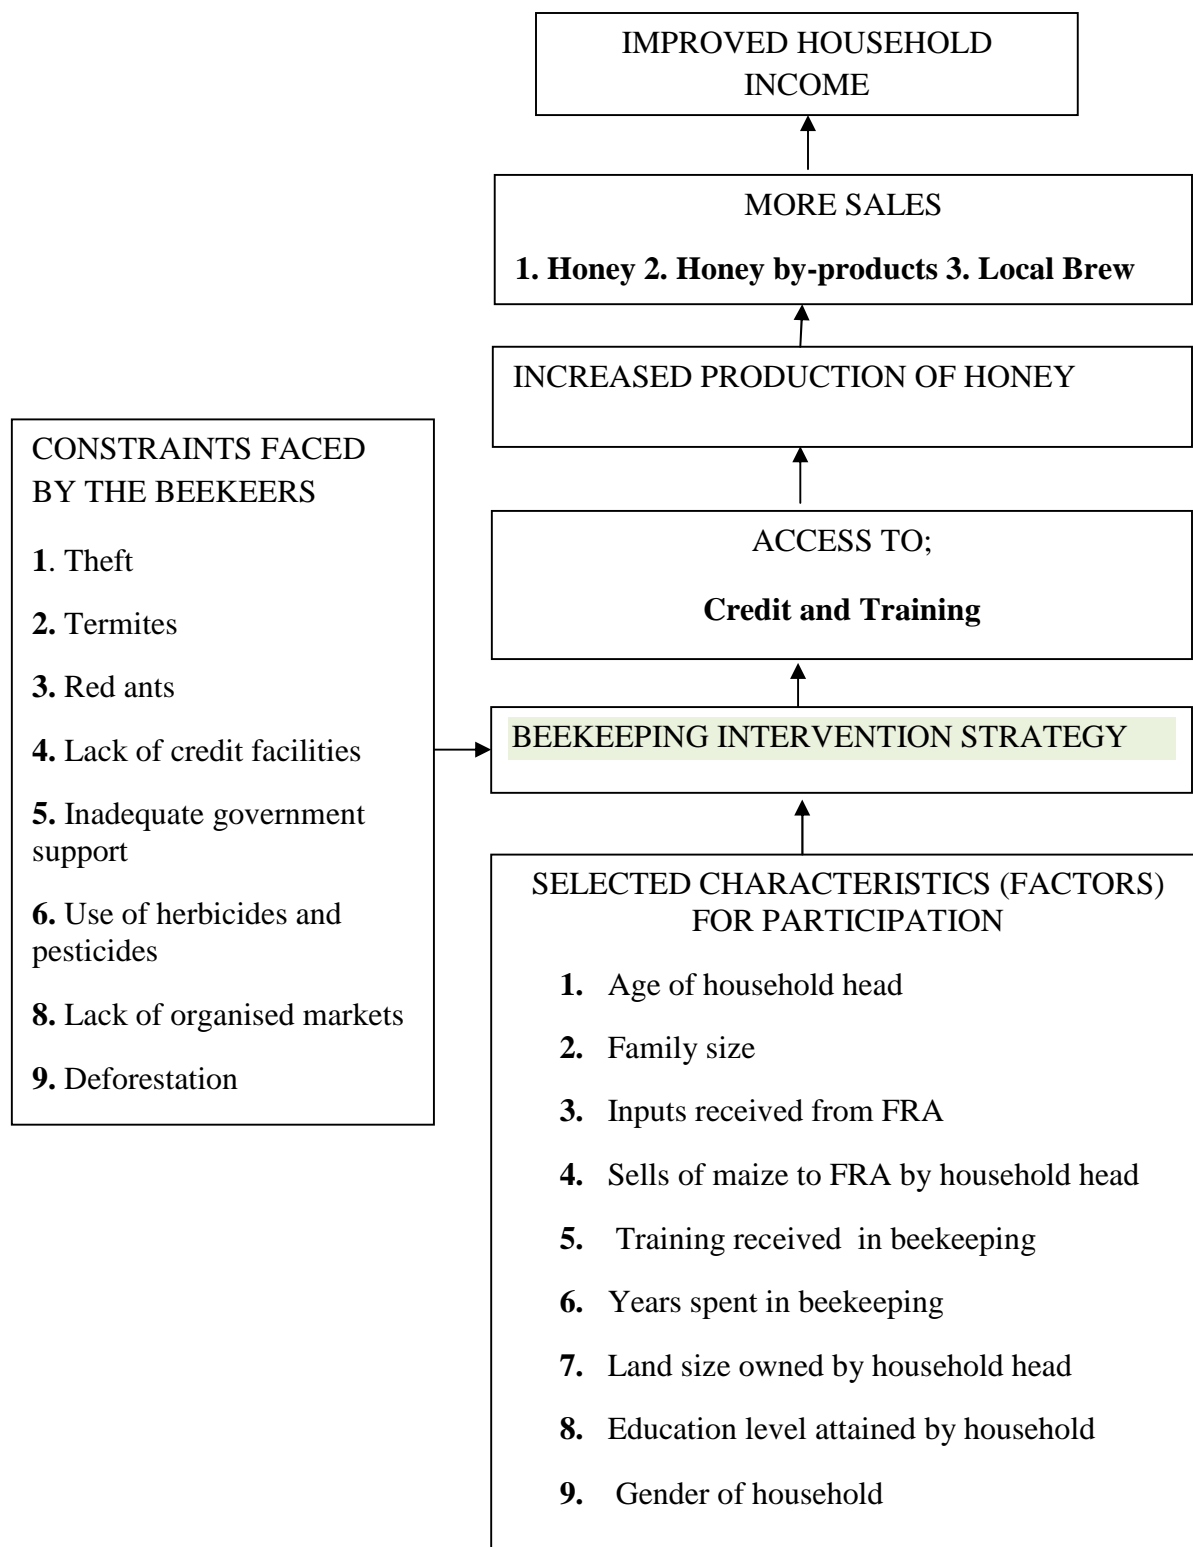 IMPROVED HOUSEHOLD
INCOME
MORE SALES
1. Honey 2. Honey by-products 3. Local Brew
INCREASED PRODUCTION OF HONEY
CONSTRAINTS FACED
BY THE BEEKEERS
1. Theft
2. Termites
3. Red ants
4. Lack of credit facilities
5. Inadequate government
support
6. Use of herbicides and
pesticides
8. Lack of organised markets
9. Deforestation
ACCESS TO;
Credit and Training
BEEKEEPING INTERVENTION STRATEGY
SELECTED CHARACTERISTICS (FACTORS)
FOR PARTICIPATION
1. Age of household head
2. Family size
3. Inputs received from FRA
4. Sells of maize to FRA by household head
5. Training received in beekeeping
6. Years spent in beekeeping
7. Land size owned by household head
8. Education level attained by household
9. Gender of household